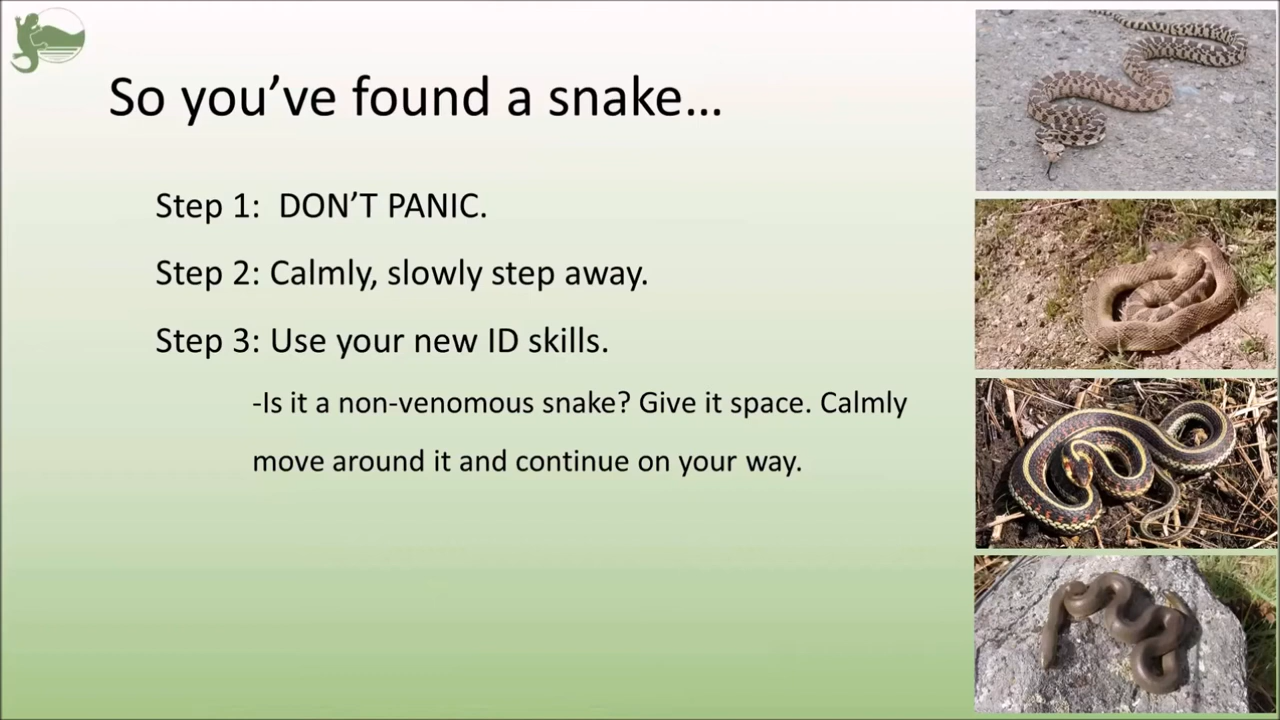 So you’ve found a snake…
Step 1:  DON’T PANIC.
Step 2: Calmly, slowly step away.
Step 3: Use your new ID skills.
-Is it a non-venomous snake? Give it space. Calmly
move around it and continue on your way.